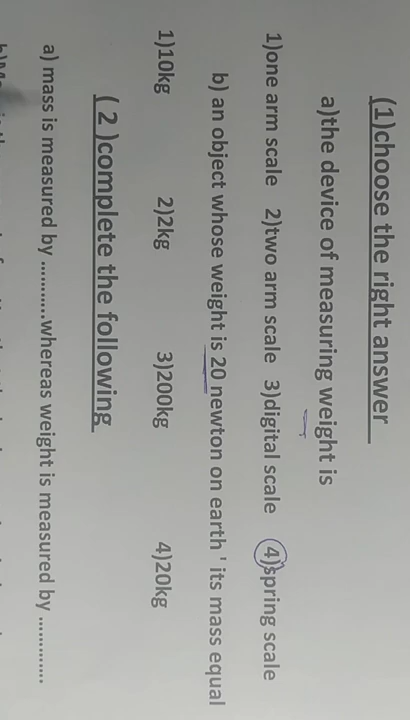 (1)choose the right answer
a)the device of measuring weight is
1)one arm scale 2)two arm scale 3)digital scale 4)spring scale
b) an object whose weight is 20 newton on earth ' its mass equal
1)10kg 2)2kg 3)200kg 4)20kg
( 2 )complete the following
a) mass is measured by ...........whereas weight is measured by .............